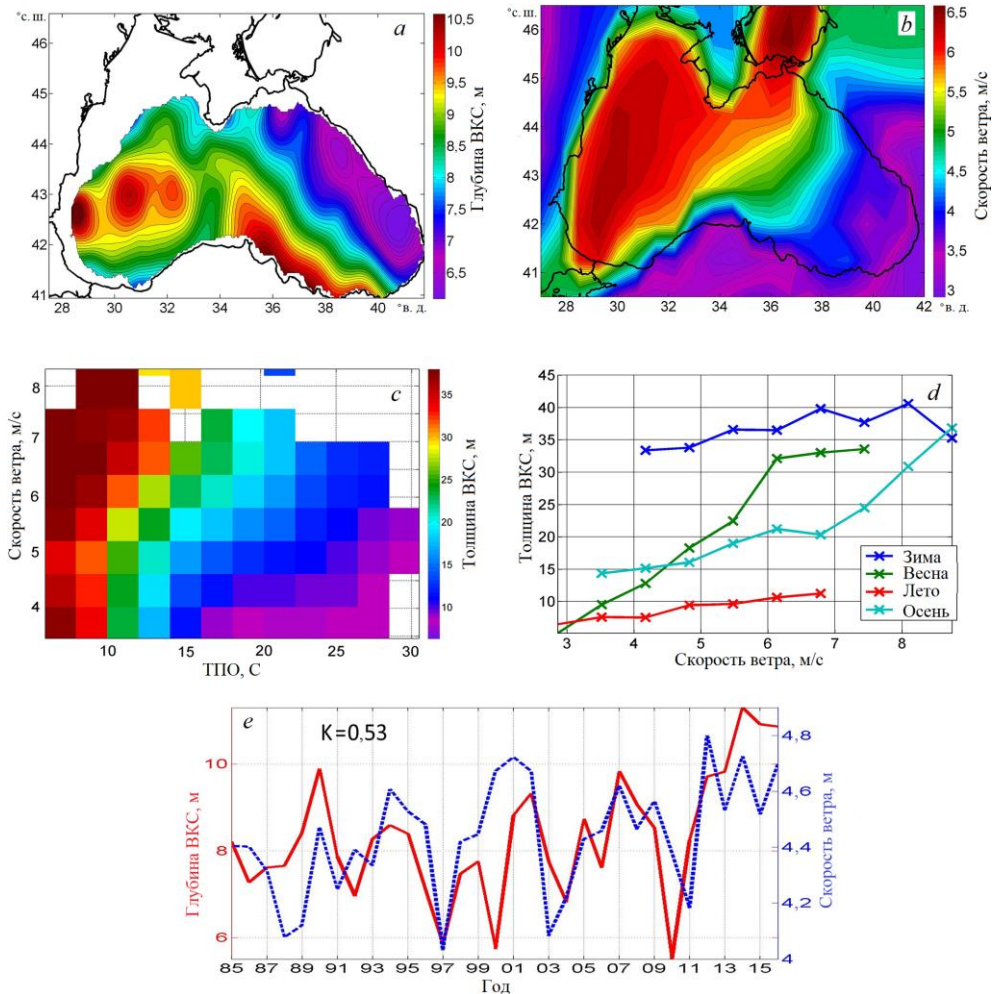 °с. ш.
a
46
45
44
43
42
41
28 30 32 34 36 38 40 °в. д.
10,5
10
9,5
9
8,5
8
7,5
7
6,5
Глубина ВКС, м
°с. ш.
b
46
45
44
43
42
41
28 30 32 34 36 38 40 42
°в. д.
6,5
6
5,5
5
4,5
4
3,5
3
Скорость ветра, м/с
c
8
7
6
5
4
Скорость ветра, м/с
10 15 20 25 30
ТПО, С
35
30
25
20
15
10
Толщина ВКС, м
d
45
40
35
30
25
20
15
10
Толщина ВКС, м
3 4 5 6 7 8
Скорость ветра, м/с
Зима
Весна
Лето
Осень
e
K=0,53
10
8
6
Глубина ВКС, м
4,8
4,6
4,4
4,2
4
Скорость ветра, м
85 87 89 91 93 95 97 99 01 03 05 07 09 11 13 15
Год